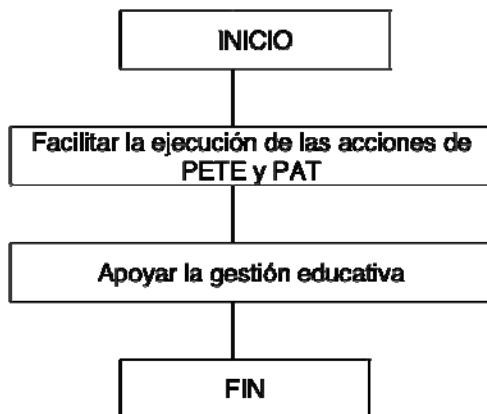 INICIO
Facilitar la ejecución de las acciones de
PETE y PAT
Apoyar la gestión educativa
FIN